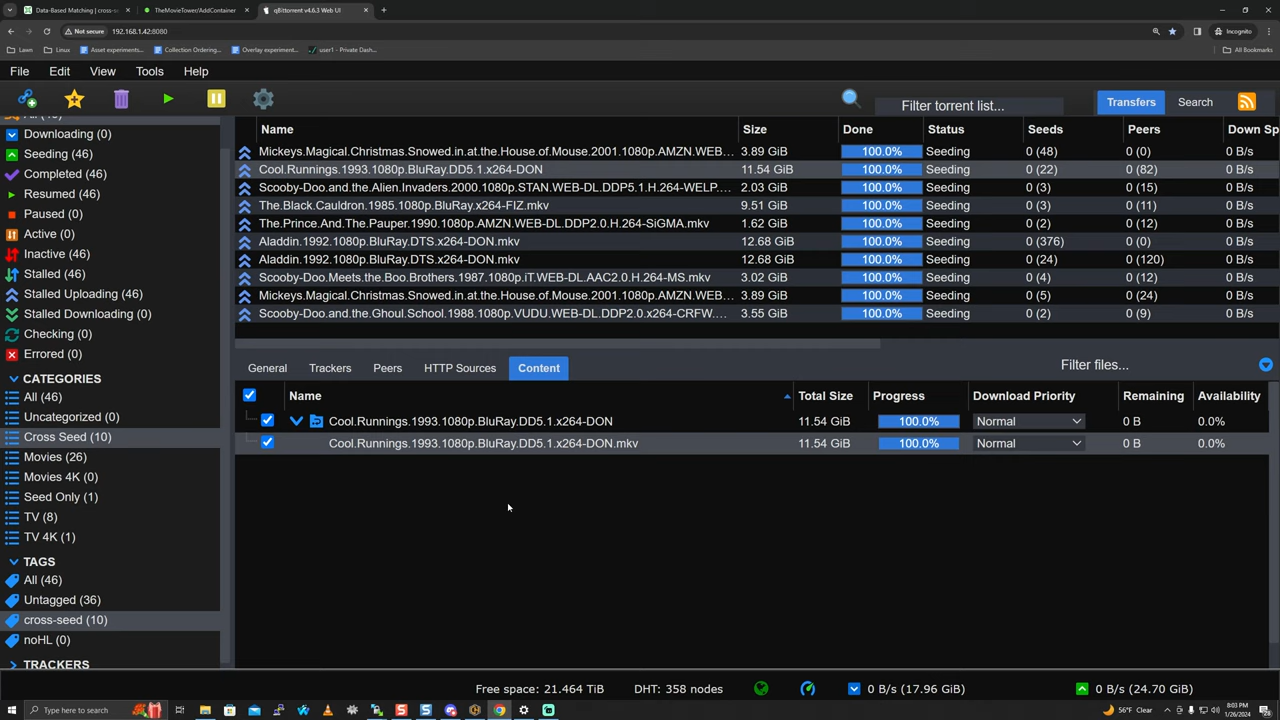 Data-Based Matching | cross-s
TheMovieTower/AddContainer
qBittorrent v4.6.3 Web UI
Not secure 192.168.1.42:8080
Incognito
Lawn Linux Asset experiments... Collection Ordering... Overlay experiment... user1 - Private Dash...
All Bookmarks
File Edit View Tools Help
Filter torrent list...
Transfers Search
Downloading (0)
Seeding (46)
Completed (46)
Resumed (46)
Paused (0)
Active (0)
Inactive (46)
Stalled (46)
Stalled Uploading (46)
Stalled Downloading (0)
Checking (0)
Errored (0)
CATEGORIES
All (46)
Uncategorized (0)
Cross Seed (10)
Movies (26)
Movies 4K (0)
Seed Only (1)
TV (8)
TV 4K (1)
TAGS
All (46)
Untagged (36)
cross-seed (10)
noHL (0)
TRACKERS
Name Size Done Status Seeds Peers Down Sp
Mickeys.Magical.Christmas.Snowed.in.at.the.House.of.Mouse.2001.1080p.AMZN.WEB... 3.89 GiB 100.0% Seeding 0 (48) 0 (0) 0 B/s
Cool.Runnings.1993.1080p.BluRay.DD5.1.x264-DON 11.54 GiB 100.0% Seeding 0 (22) 0 (82) 0 B/s
Scooby-Doo.and.the.Alien.Invaders.2000.1080p.STAN.WEB-DL.DDP5.1.H.264-WELP.... 2.03 GiB 100.0% Seeding 0 (3) 0 (15) 0 B/s
The.Black.Cauldron.1985.1080p.BluRay.x264-FIZ.mkv 9.51 GiB 100.0% Seeding 0 (3) 0 (11) 0 B/s
The.Prince.And.The.Pauper.1990.1080p.AMZN.WEB-DL.DDP2.0.H.264-SiGMA.mkv 1.62 GiB 100.0% Seeding 0 (2) 0 (12) 0 B/s
Aladdin.1992.1080p.BluRay.DTS.x264-DON.mkv 12.68 GiB 100.0% Seeding 0 (376) 0 (0) 0 B/s
Aladdin.1992.1080p.BluRay.DTS.x264-DON.mkv 12.68 GiB 100.0% Seeding 0 (24) 0 (120) 0 B/s
Scooby-Doo.Meets.the.Boo.Brothers.1987.1080p.iT.WEB-DL.AAC2.0.H.264-MS.mkv 3.02 GiB 100.0% Seeding 0 (4) 0 (12) 0 B/s
Mickeys.Magical.Christmas.Snowed.in.at.the.House.of.Mouse.2001.1080p.AMZN.WEB... 3.89 GiB 100.0% Seeding 0 (5) 0 (24) 0 B/s
Scooby-Doo.and.the.Ghoul.School.1988.1080p.VUDU.WEB-DL.DDP2.0.x264-CRFW.... 3.55 GiB 100.0% Seeding 0 (2) 0 (9) 0 B/s
General Trackers Peers HTTP Sources Content
Filter files...
Name Total Size Progress Download Priority Remaining Availability
Cool.Runnings.1993.1080p.BluRay.DD5.1.x264-DON 11.54 GiB 100.0% Normal 0 B 0.0%
Cool.Runnings.1993.1080p.BluRay.DD5.1.x264-DON.mkv 11.54 GiB 100.0% Normal 0 B 0.0%
Free space: 21.464 TiB DHT: 358 nodes 0 B/s (17.96 GiB) 0 B/s (24.70 GiB)
Type here to search
56°F Clear
8:03 PM
1/26/2024